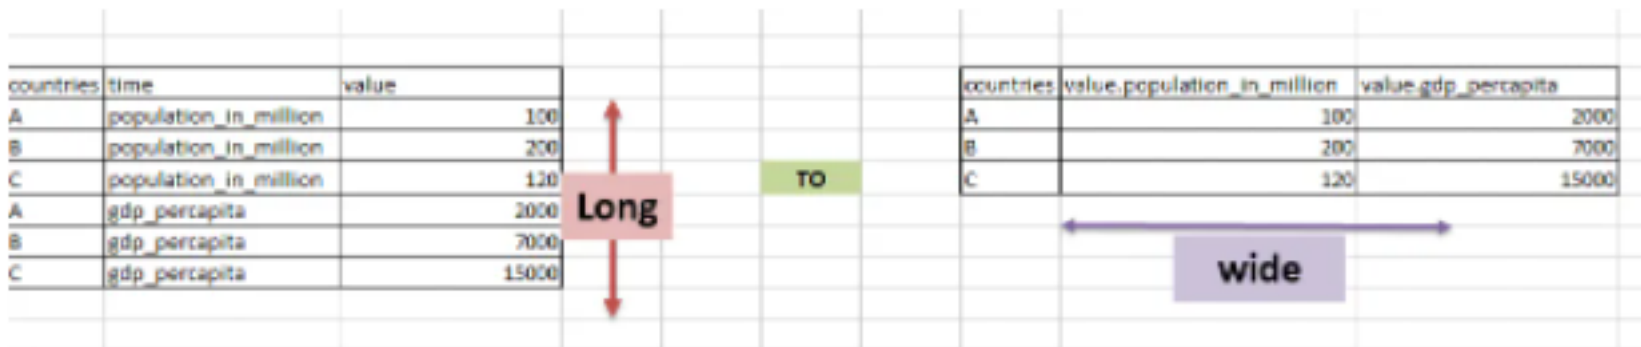 countries time value
A population_in_million 100
B population_in_million 200
C population_in_million 120
A gdp_percapita 2000
B gdp_percapita 7000
C gdp_percapita 15000
Long
TO
countries value.population_in_million value.gdp_percapita
A 100 2000
B 200 7000
C 120 15000
wide